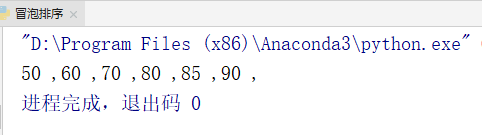 冒泡排序 ×
"D:\Program Files (x86)\Anaconda3\python.exe"
50 ,60 ,70 ,80 ,85 ,90 ,
进程完成，退出码 0